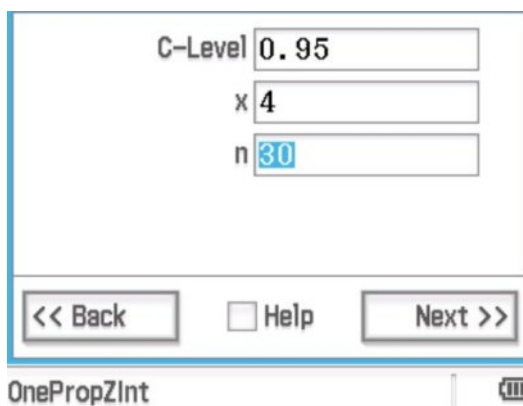 C-Level 0.95
x 4
n 30
<< Back Help Next >>
OnePropZInt